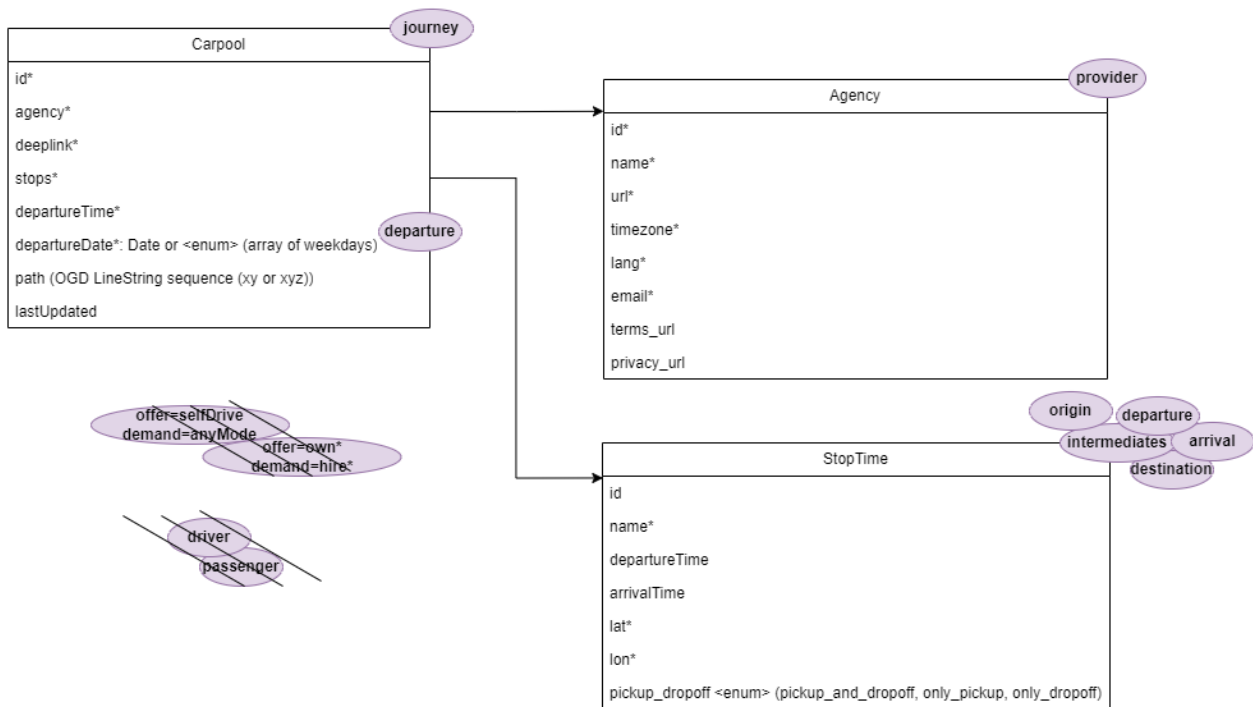 journey
Carpool
id*
agency*
deeplink*
stops*
departureTime*
departureDate*: Date or <enum> (array of weekdays)
departure
path (OGD LineString sequence (xy or xyz))
lastUpdated
provider
Agency
id*
name*
url*
timezone*
lang*
email*
terms_url
privacy_url
offer=selfDrive
demand=anyMode
offer=own*
demand=hire*
driver
passenger
origin
departure
intermediates
arrival
destination
StopTime
id
name*
departureTime
arrivalTime
lat*
lon*
pickup_dropoff <enum> (pickup_and_dropoff, only_pickup, only_dropoff)